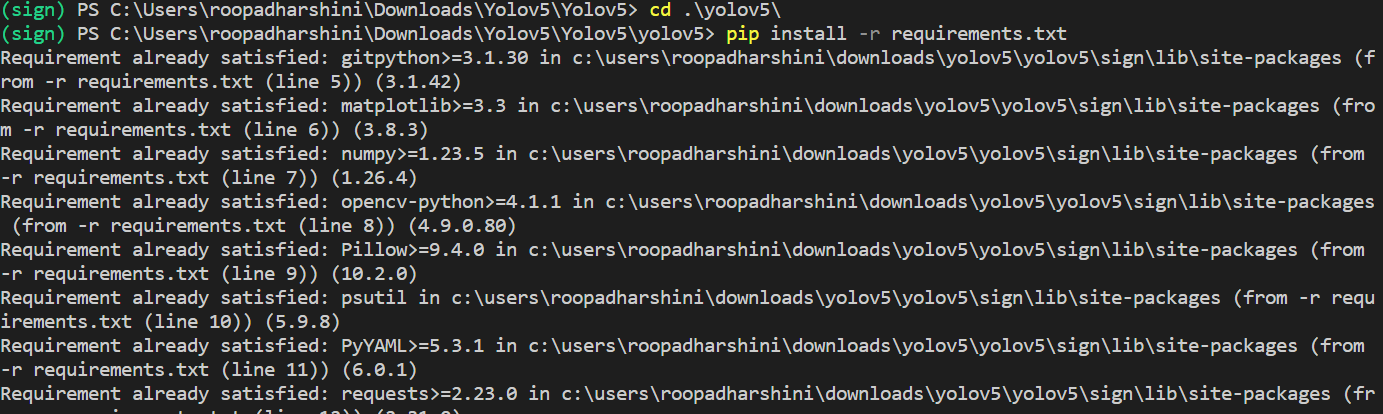 (sign) PS C:\Users\roopadharshini\Downloads\Yolov5\Yolov5> cd .\yolov5\
(sign) PS C:\Users\roopadharshini\Downloads\Yolov5\Yolov5\yolov5> pip install -r requirements.txt
Requirement already satisfied: gitpython>=3.1.30 in c:\users\roopadharshini\downloads\yolov5\yolov5\sign\lib\site-packages (f
rom -r requirements.txt (line 5)) (3.1.42)
Requirement already satisfied: matplotlib>=3.3 in c:\users\roopadharshini\downloads\yolov5\yolov5\sign\lib\site-packages (fro
m -r requirements.txt (line 6)) (3.8.3)
Requirement already satisfied: numpy>=1.23.5 in c:\users\roopadharshini\downloads\yolov5\yolov5\sign\lib\site-packages (from
-r requirements.txt (line 7)) (1.26.4)
Requirement already satisfied: opencv-python>=4.1.1 in c:\users\roopadharshini\downloads\yolov5\yolov5\sign\lib\site-packages
(from -r requirements.txt (line 8)) (4.9.0.80)
Requirement already satisfied: Pillow>=9.4.0 in c:\users\roopadharshini\downloads\yolov5\yolov5\sign\lib\site-packages (from
-r requirements.txt (line 9)) (10.2.0)
Requirement already satisfied: psutil in c:\users\roopadharshini\downloads\yolov5\yolov5\sign\lib\site-packages (from -r requ
irements.txt (line 10)) (5.9.8)
Requirement already satisfied: PyYAML>=5.3.1 in c:\users\roopadharshini\downloads\yolov5\yolov5\sign\lib\site-packages (from
-r requirements.txt (line 11)) (6.0.1)
Requirement already satisfied: requests>=2.23.0 in c:\users\roopadharshini\downloads\yolov5\yolov5\sign\lib\site-packages (fr